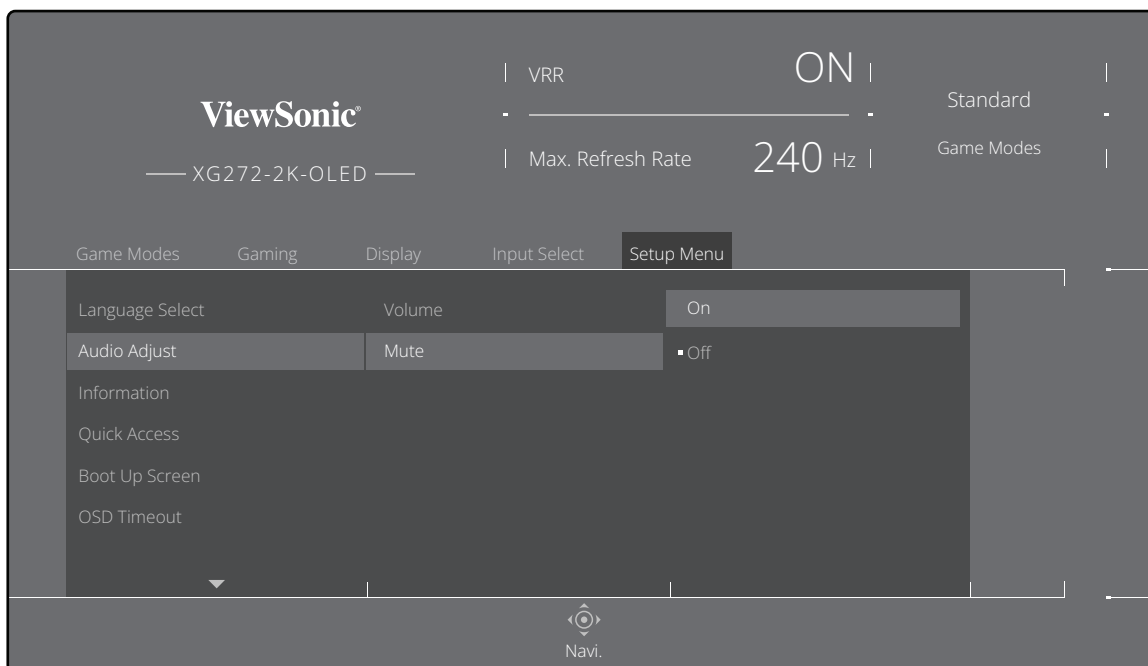 ViewSonic®
XG272-2K-OLED
VRR ON
Max. Refresh Rate 240 Hz
Standard
Game Modes
Game Modes Gaming Display Input Select Setup Menu
Language Select Volume On
Audio Adjust Mute Off
Information
Quick Access
Boot Up Screen
OSD Timeout
Navi.